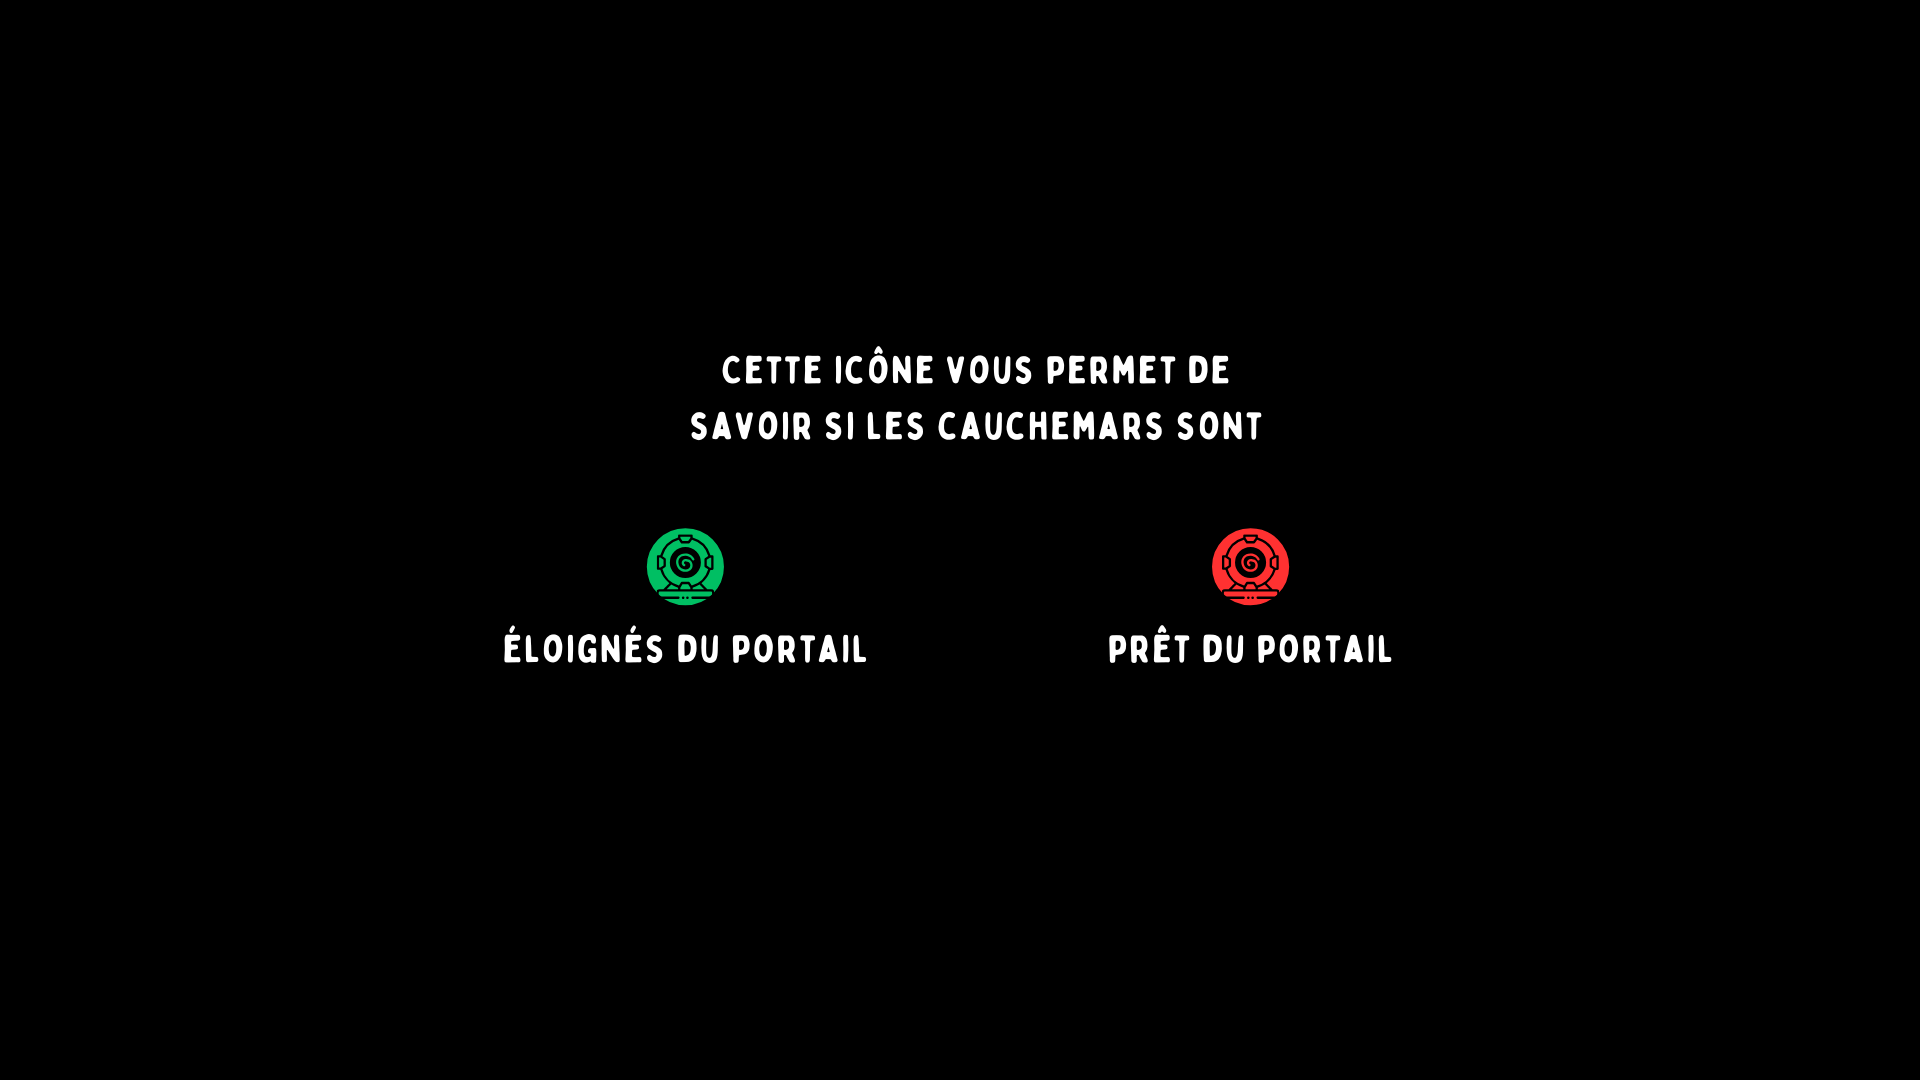 CETTE ICÔNE VOUS PERMET DE
SAVOIR SI LES CAUCHEMARS SONT
ÉLOIGNÉS DU PORTAIL
PRÊT DU PORTAIL